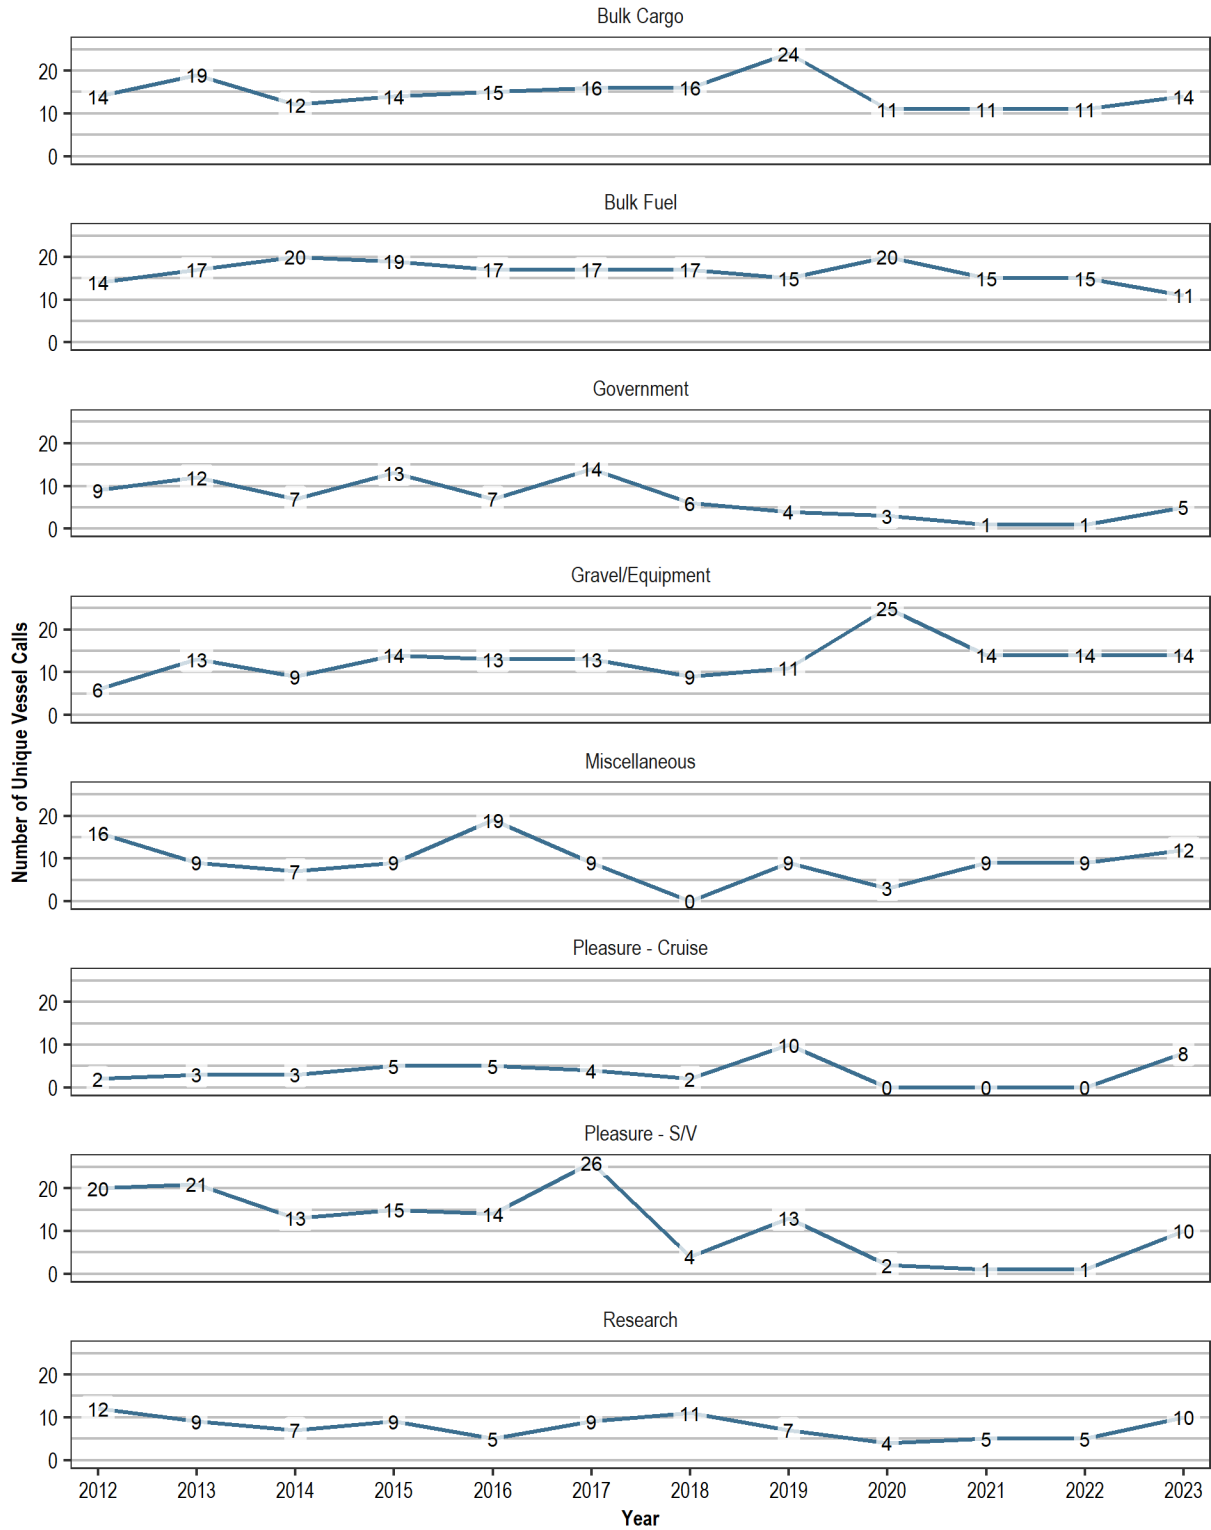 Bulk Cargo
20
10
0
14 19 12 14 15 16 16 24 11 11 11 14
Bulk Fuel
20
10
0
14 17 20 19 17 17 17 15 20 15 15 11
Government
20
10
0
9 12 7 13 7 14 6 4 3 1 1 5
Gravel/Equipment
20
10
0
6 13 9 14 13 13 9 11 25 14 14 14
Number of Unique Vessel Calls
Miscellaneous
20
10
0
16 9 7 9 19 9 0 9 3 9 9 12
Pleasure - Cruise
20
10
0
2 3 3 5 5 4 2 10 0 0 0 8
Pleasure - S/V
20
10
0
20 21 13 15 14 26 4 13 2 1 1 10
Research
20
10
0
12 9 7 9 5 9 11 7 4 5 5 10
2012 2013 2014 2015 2016 2017 2018 2019 2020 2021 2022 2023
Year